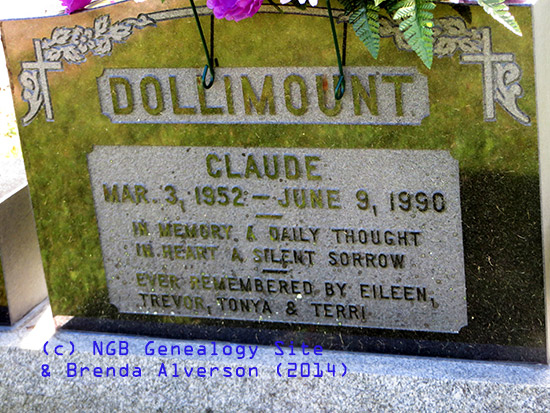 DOLLIMOUNT
CLAUDE
MAR. 3, 1952 – JUNE 9, 1990
IN MEMORY, A DAILY THOUGHT
IN HEART A SILENT SORROW
EVER REMEMBERED BY EILEEN,
TREVOR, TONYA & TERRI
(c) NGB Genealogy Site
& Brenda Alverson (2014)